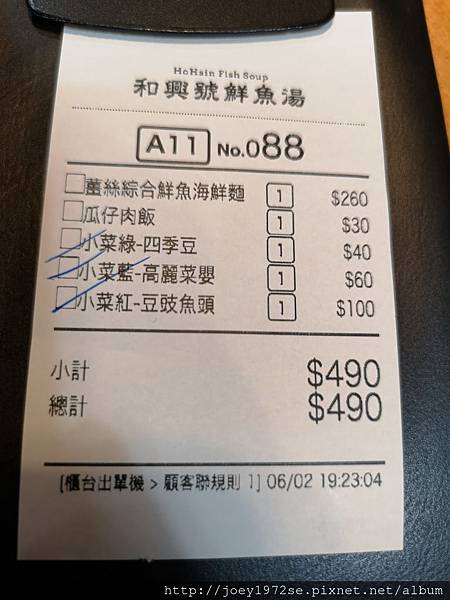 HoHsin Fish Soup
和興號鮮魚湯
A11 No.088
薑絲綜合鮮魚海鮮麵 1 $260
瓜仔肉飯 1 $30
小菜綠-四季豆 1 $40
小菜藍-高麗菜嬰 1 $60
小菜紅-豆豉魚頭 1 $100
小計 $490
總計 $490
[櫃台出單機 > 顧客聯規則 1] 06/02 19:23:04
http://joey1972se.pixnet.net/album